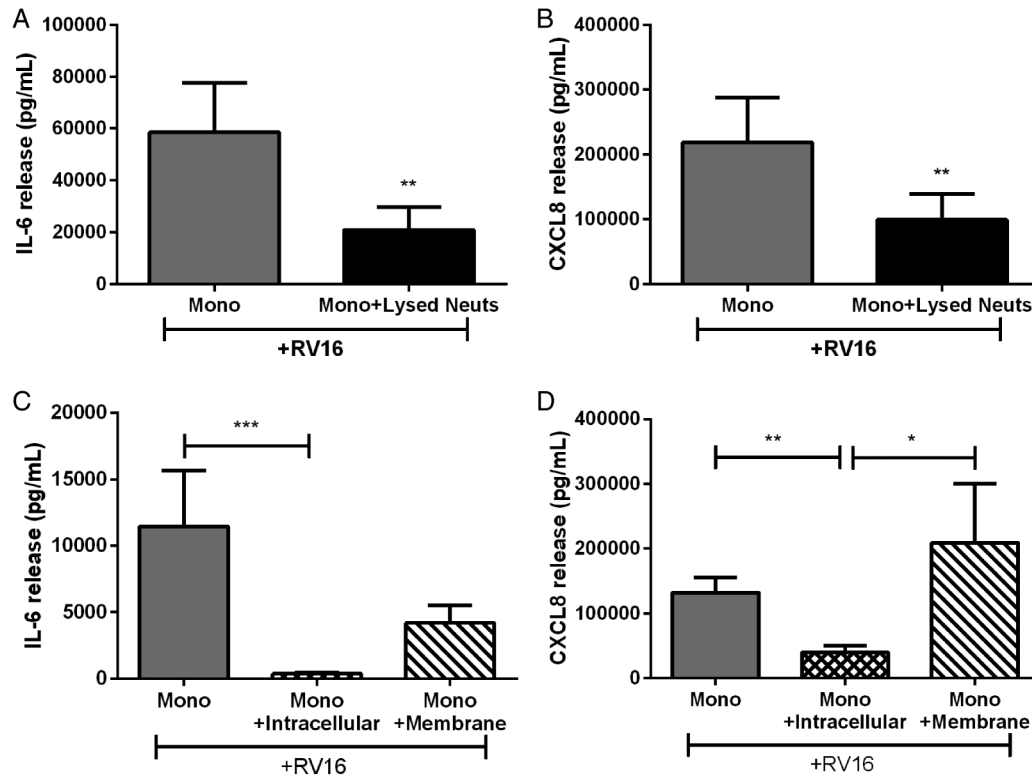 A
IL-6 release (pg/mL)
100000
80000
60000
40000
20000
0
**
Mono
Mono+Lysed Neuts
+RV16
B
CXCL8 release (pg/mL)
400000
300000
200000
100000
0
**
Mono
Mono+Lysed Neuts
+RV16
C
IL-6 release (pg/mL)
20000
15000
10000
5000
0
***
Mono
Mono
+Intracellular
Mono
+Membrane
+RV16
D
CXCL8 release (pg/mL)
400000
300000
200000
100000
0
**
*
Mono
Mono
+Intracellular
Mono
+Membrane
+RV16